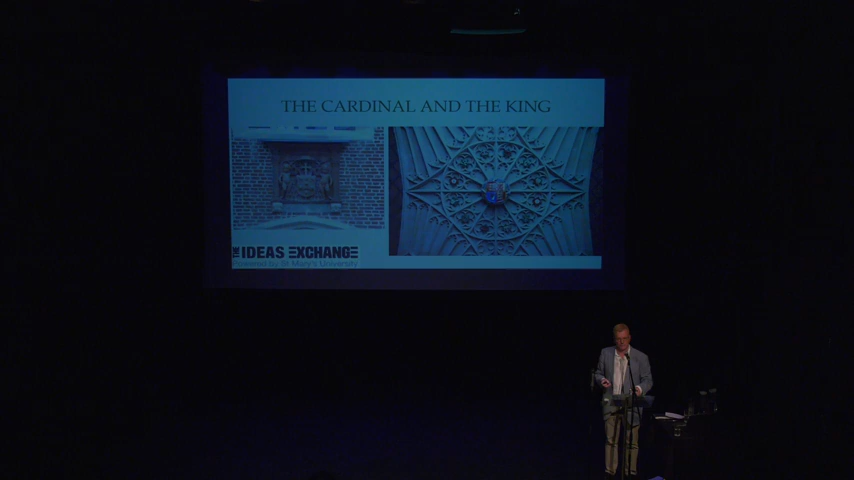 THE CARDINAL AND THE KING
THE IDEAS EXCHANGE
Powered by St Mary's University